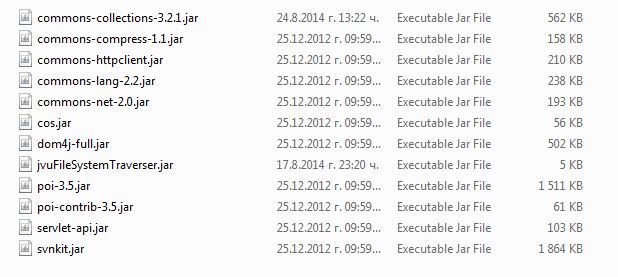 commons-collections-3.2.1.jar 24.8.2014 г. 13:22 ч. Executable Jar File 562 KB
commons-compress-1.1.jar 25.12.2012 г. 09:59... Executable Jar File 158 KB
commons-httpclient.jar 25.12.2012 г. 09:59... Executable Jar File 210 KB
commons-lang-2.2.jar 25.12.2012 г. 09:59... Executable Jar File 238 KB
commons-net-2.0.jar 25.12.2012 г. 09:59... Executable Jar File 193 KB
cos.jar 25.12.2012 г. 09:59... Executable Jar File 56 KB
dom4j-full.jar 25.12.2012 г. 09:59... Executable Jar File 502 KB
jvuFileSystemTraverser.jar 17.8.2014 г. 23:20 ч. Executable Jar File 5 KB
poi-3.5.jar 25.12.2012 г. 09:59... Executable Jar File 1 511 KB
poi-contrib-3.5.jar 25.12.2012 г. 09:59... Executable Jar File 61 KB
servlet-api.jar 25.12.2012 г. 09:59... Executable Jar File 103 KB
svnkit.jar 25.12.2012 г. 09:59... Executable Jar File 1 864 KB